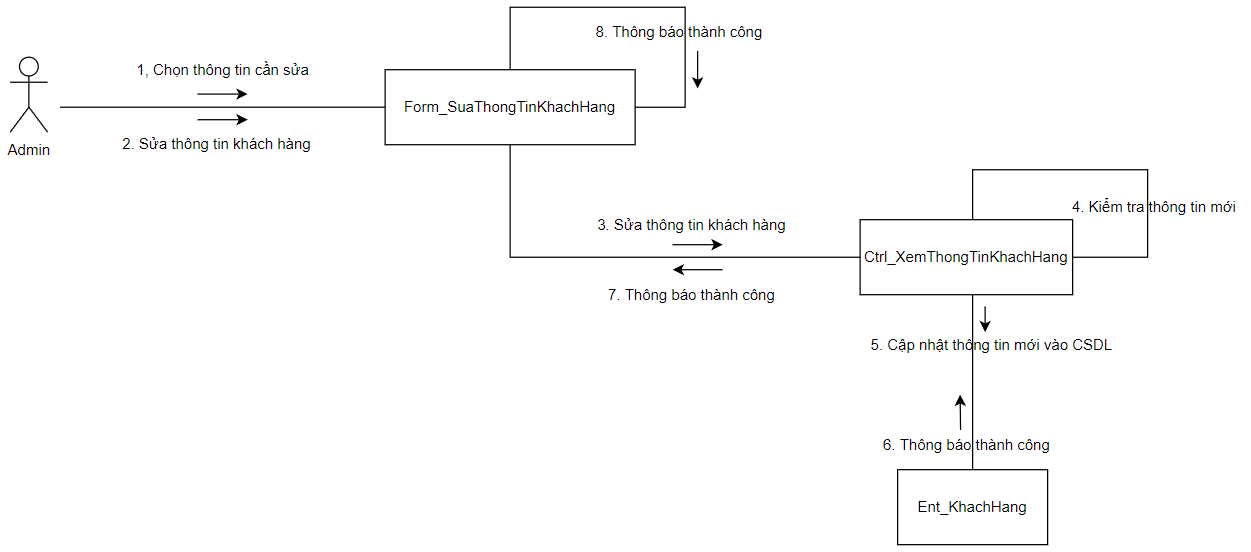 8. Thông báo thành công
1, Chọn thông tin cần sửa
Form_SuaThongTinKhachHang
2. Sửa thông tin khách hàng
Admin
4. Kiểm tra thông tin mới
3. Sửa thông tin khách hàng
Ctrl_XemThongTinKhachHang
7. Thông báo thành công
5. Cập nhật thông tin mới vào CSDL
6. Thông báo thành công
Ent_KhachHang